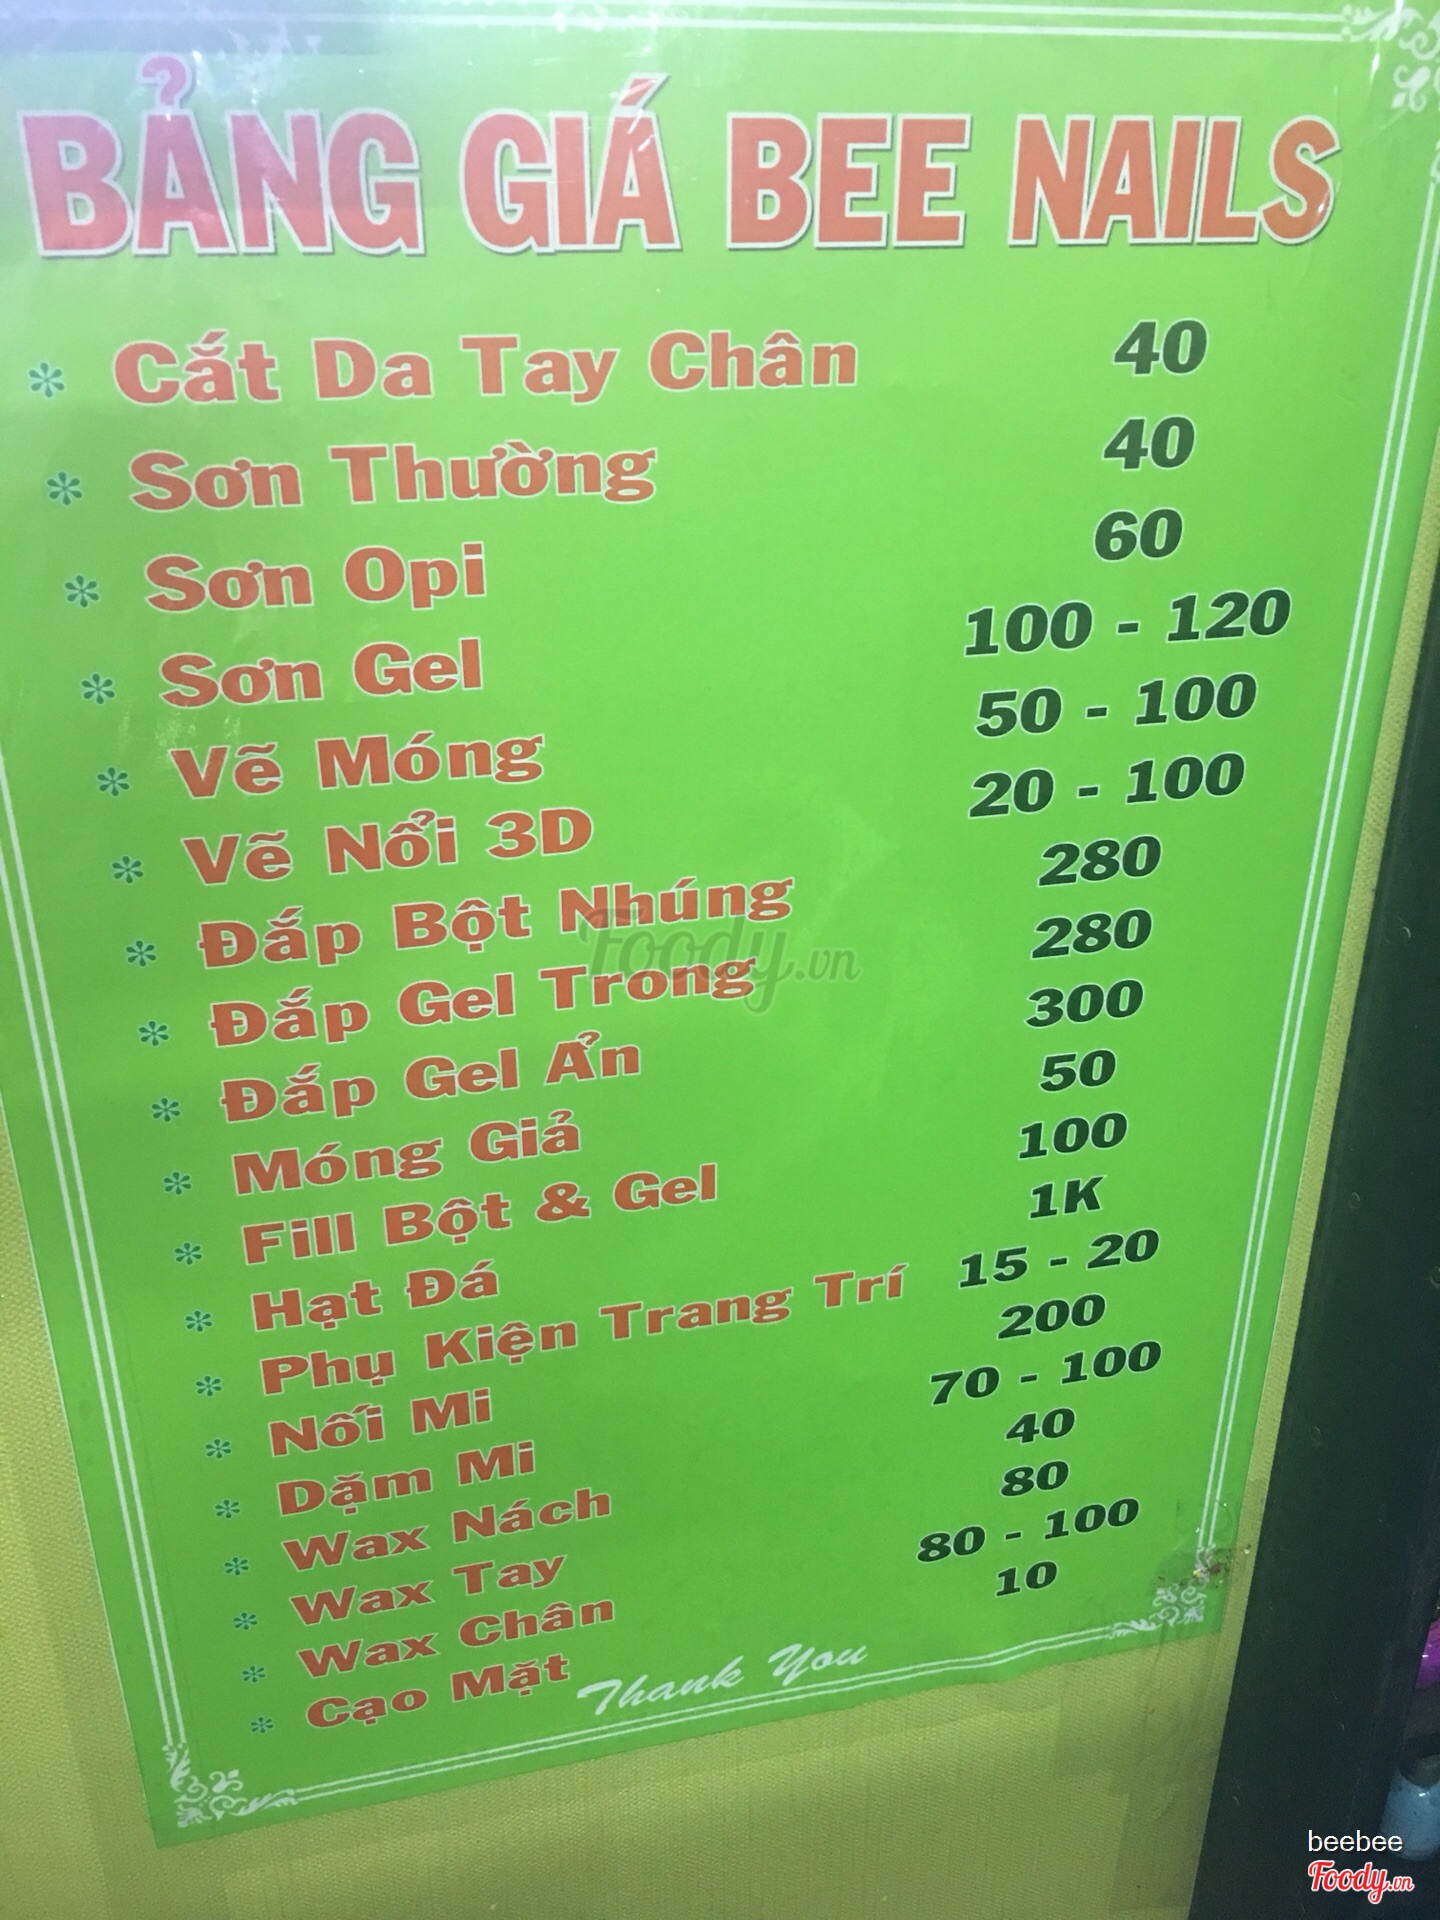 BẢNG GIÁ BEE NAILS
* Cắt Da Tay Chân 40
* Sơn Thường 40
* Sơn Opi 60
* Sơn Gel 100 - 120
* Vẽ Móng 50 - 100
* Vẽ Nổi 3D 20 - 100
* Đắp Bột Nhúng 280
* Đắp Gel Trong 280
* Đắp Gel Ẩn 300
* Móng Giả 50
* Fill Bột & Gel 100
* Hạt Đá 1K
* Phụ Kiện Trang Trí 15 - 20
* Nối Mi 200
* Dặm Mi 70 - 100
* Wax Nách 40
* Wax Tay 80
* Wax Chân 80 - 100
* Cạo Mặt 10
Thank You
Foody.vn
beebee
Foody.vn